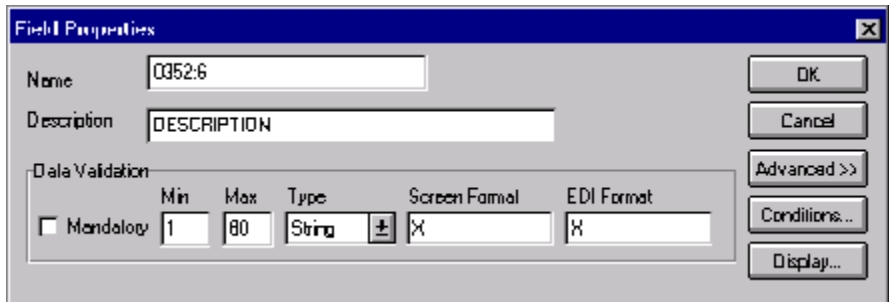 Field Properties
Name
0352:6
OK
Description
DESCRIPTION
Cancel
Data Validation
Advanced >>
Min
Max
Type
Screen Format
EDI Format
Mandatory
1
80
String
X
X
Conditions...
Display...